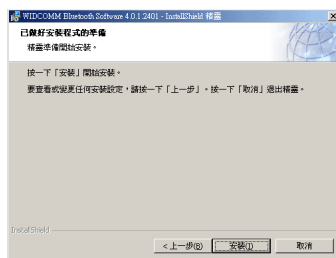 WIDCOMM Bluetooth Software 4.0.1.2401 - InstallShield 精靈
已做好安裝程式的準備
精靈準備開始安裝。
按一下「安裝」開始安裝。
要查看或變更任何安裝設定，請按一下「上一步」。按一下「取消」退出精靈。
InstallShield
< 上一步(B)
安裝(I)
取消